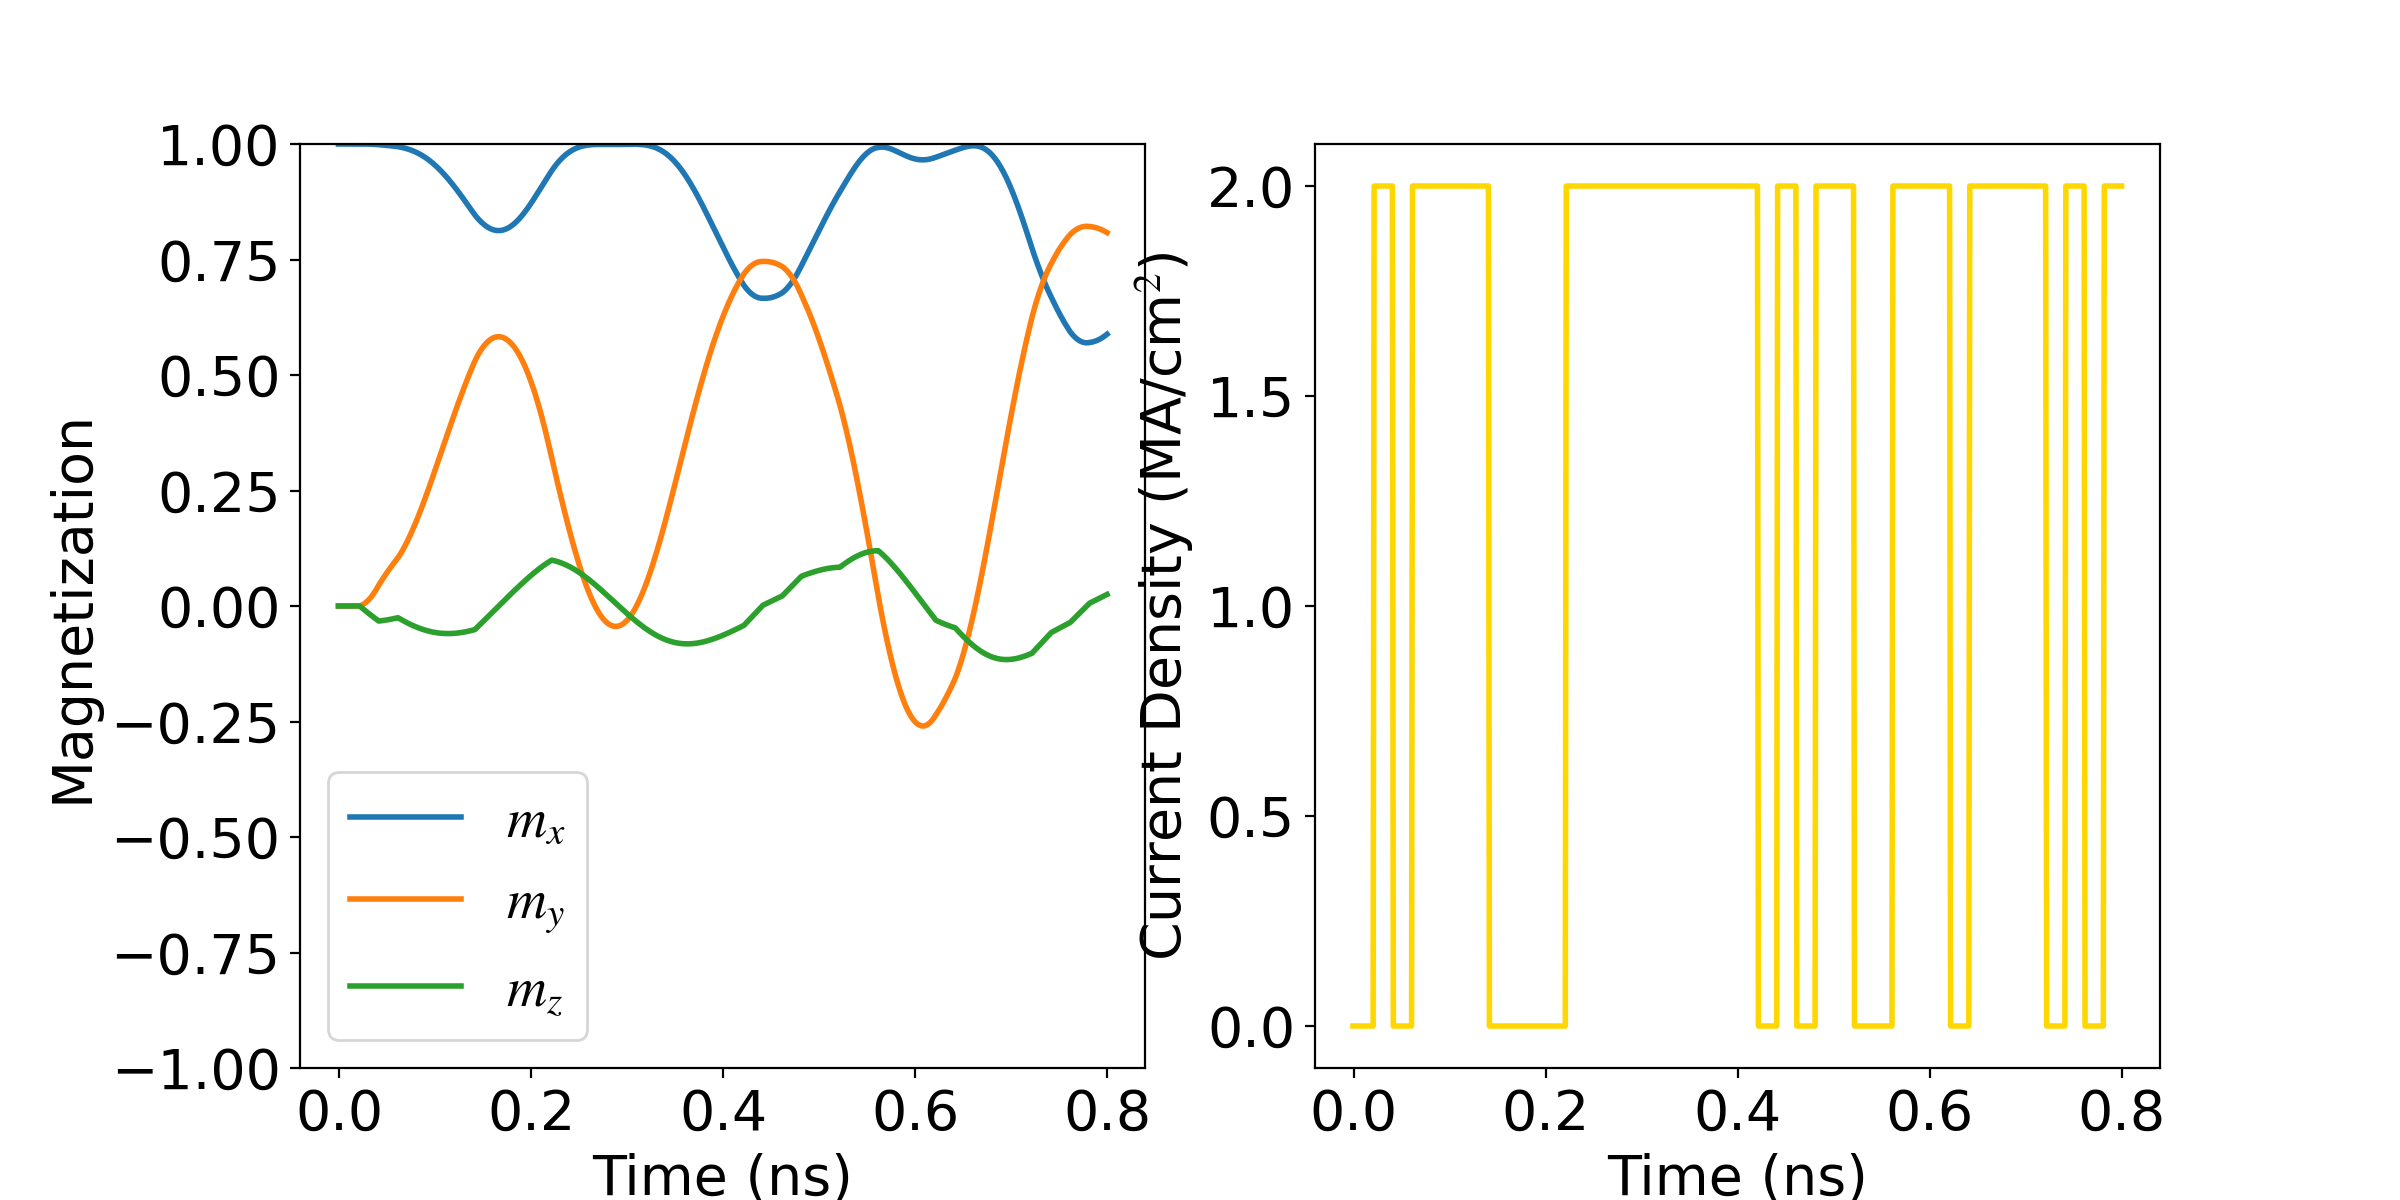 1.00
0.75
0.50
0.25
0.00
−0.25
−0.50
−0.75
−1.00
Magnetization
m_x
m_y
m_z
0.0 0.2 0.4 0.6 0.8
Time (ns)
2.0
1.5
1.0
0.5
0.0
Current Density (MA/cm²)
0.0 0.2 0.4 0.6 0.8
Time (ns)